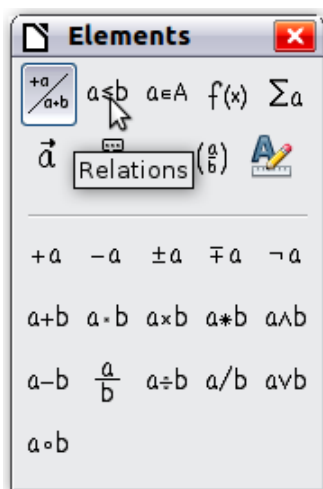 Elements
+a/a+b a≤b a∈A f(x) Σa
a⃗ (a b)
Relations
+a −a ±a ∓a ¬a
a+b a·b a×b a∗b a∧b
a−b a/b a÷b a/b a∨b
a∘b